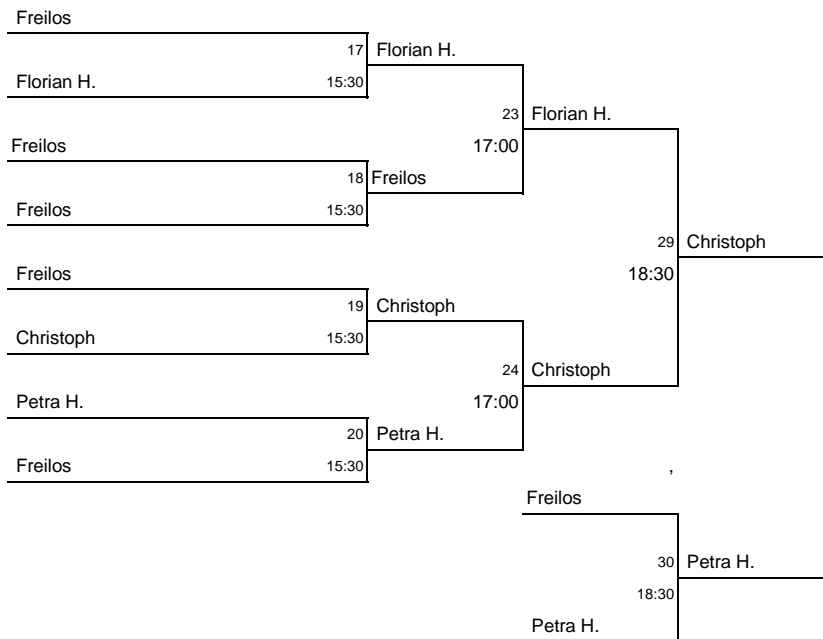 Freilos
17 Florian H.
Florian H. 15:30
23 Florian H.
Freilos 17:00
18 Freilos
Freilos 15:30
29 Christoph
Freilos 18:30
19 Christoph
Christoph 15:30
24 Christoph
Petra H. 17:00
20 Petra H.
Freilos 15:30 ,
Freilos
30 Petra H.
18:30
Petra H.